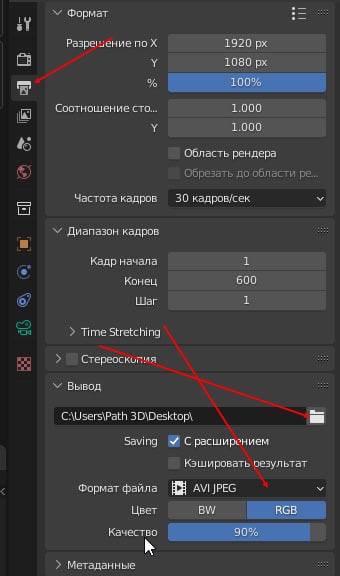 Формат
Разрешение по X 1920 px
Y 1080 px
% 100%
Соотношение сто... 1.000
Y 1.000
Область рендера
Обрезать до области ре...
Частота кадров 30 кадров/сек
Диапазон кадров
Кадр начала 1
Конец 600
Шаг 1
Time Stretching
Стереоскопия
Вывод
C:\Users\Path 3D\Desktop\
Saving С расширением
Кэшировать результат
Формат файла AVI JPEG
Цвет BW RGB
Качество 90%
Метаданные